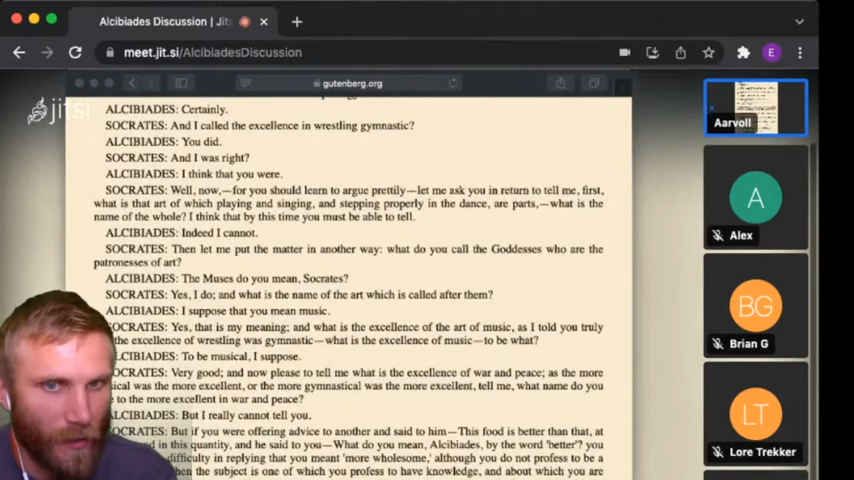 Alcibiades Discussion | Jits
meet.jit.si/AlcibiadesDiscussion
E
gutenberg.org
jitsi
ALCIBIADES: Certainly.
SOCRATES: And I called the excellence in wrestling gymnastic?
ALCIBIADES: You did.
SOCRATES: And I was right?
ALCIBIADES: I think that you were.
SOCRATES: Well, now,—for you should learn to argue prettily—let me ask you in return to tell me, first,
what is that art of which playing and singing, and stepping properly in the dance, are parts,—what is the
name of the whole? I think that by this time you must be able to tell.
ALCIBIADES: Indeed I cannot.
SOCRATES: Then let me put the matter in another way: what do you call the Goddesses who are the
patronesses of art?
ALCIBIADES: The Muses do you mean, Socrates?
SOCRATES: Yes, I do; and what is the name of the art which is called after them?
ALCIBIADES: I suppose that you mean music.
SOCRATES: Yes, that is my meaning; and what is the excellence of the art of music, as I told you truly
the excellence of wrestling was gymnastic—what is the excellence of music—to be what?
ALCIBIADES: To be musical, I suppose.
SOCRATES: Very good; and now please to tell me what is the excellence of war and peace; as the more
sical was the more excellent, or the more gymnastical was the more excellent, tell me, what name do you
e to the more excellent in war and peace?
ALCIBIADES: But I really cannot tell you.
OCRATES: But if you were offering advice to another and said to him—This food is better than that, at
nd in this quantity, and he said to you—What do you mean, Alcibiades, by the word 'better'? you
difficulty in replying that you meant 'more wholesome,' although you do not profess to be a
hen the subject is one of which you profess to have knowledge, and about which you are
Aarvoll
A
Alex
BG
Brian G
LT
Lore Trekker